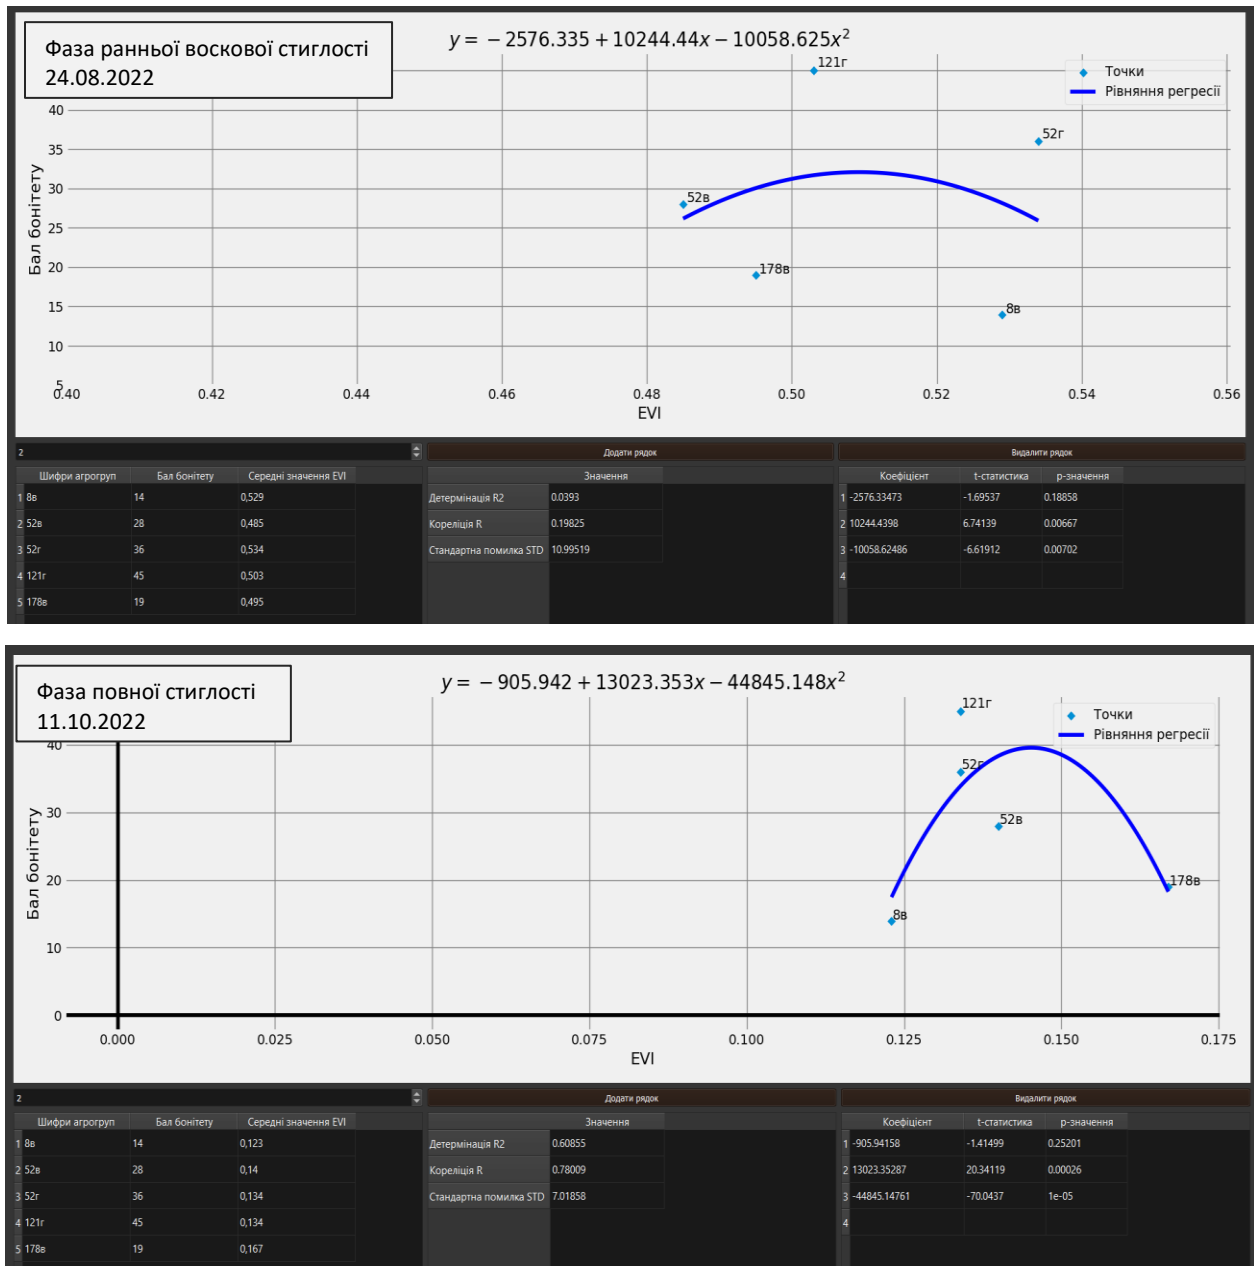 Фаза ранньої воскової стиглості
24.08.2022
y = − 2576.335 + 10244.44x − 10058.625x²
Точки
Рівняння регресії
121г
52г
52в
178в
8в
Бал бонітету
40
35
30
25
20
15
10
5
0.40 0.42 0.44 0.46 0.48 0.50 0.52 0.54 0.56
EVI
2 Додати рядок Видалити рядок
Шифри агрогруп Бал бонітету Середні значення EVI
1 8в 14 0,529
2 52в 28 0,485
3 52г 36 0,534
4 121г 45 0,503
5 178в 19 0,495
Значення
Детермінація R2 0.0393
Кореліція R 0.19825
Стандартна помилка STD 10.99519
Коефіцієнт t-статистика p-значення
1 -2576.33473 -1.69537 0.18858
2 10244.4398 6.74139 0.00667
3 -10058.62486 -6.61912 0.00702
4
Фаза повної стиглості
11.10.2022
y = − 905.942 + 13023.353x − 44845.148x²
Точки
Рівняння регресії
121г
52г
52в
178в
8в
Бал бонітету
40
30
20
10
0
0.000 0.025 0.050 0.075 0.100 0.125 0.150 0.175
EVI
2 Додати рядок Видалити рядок
Шифри агрогруп Бал бонітету Середні значення EVI
1 8в 14 0,123
2 52в 28 0,14
3 52г 36 0,134
4 121г 45 0,134
5 178в 19 0,167
Значення
Детермінація R2 0.60855
Кореліція R 0.78009
Стандартна помилка STD 7.01858
Коефіцієнт t-статистика p-значення
1 -905.94158 -1.41499 0.25201
2 13023.35287 20.34119 0.00026
3 -44845.14761 -70.0437 1e-05
4